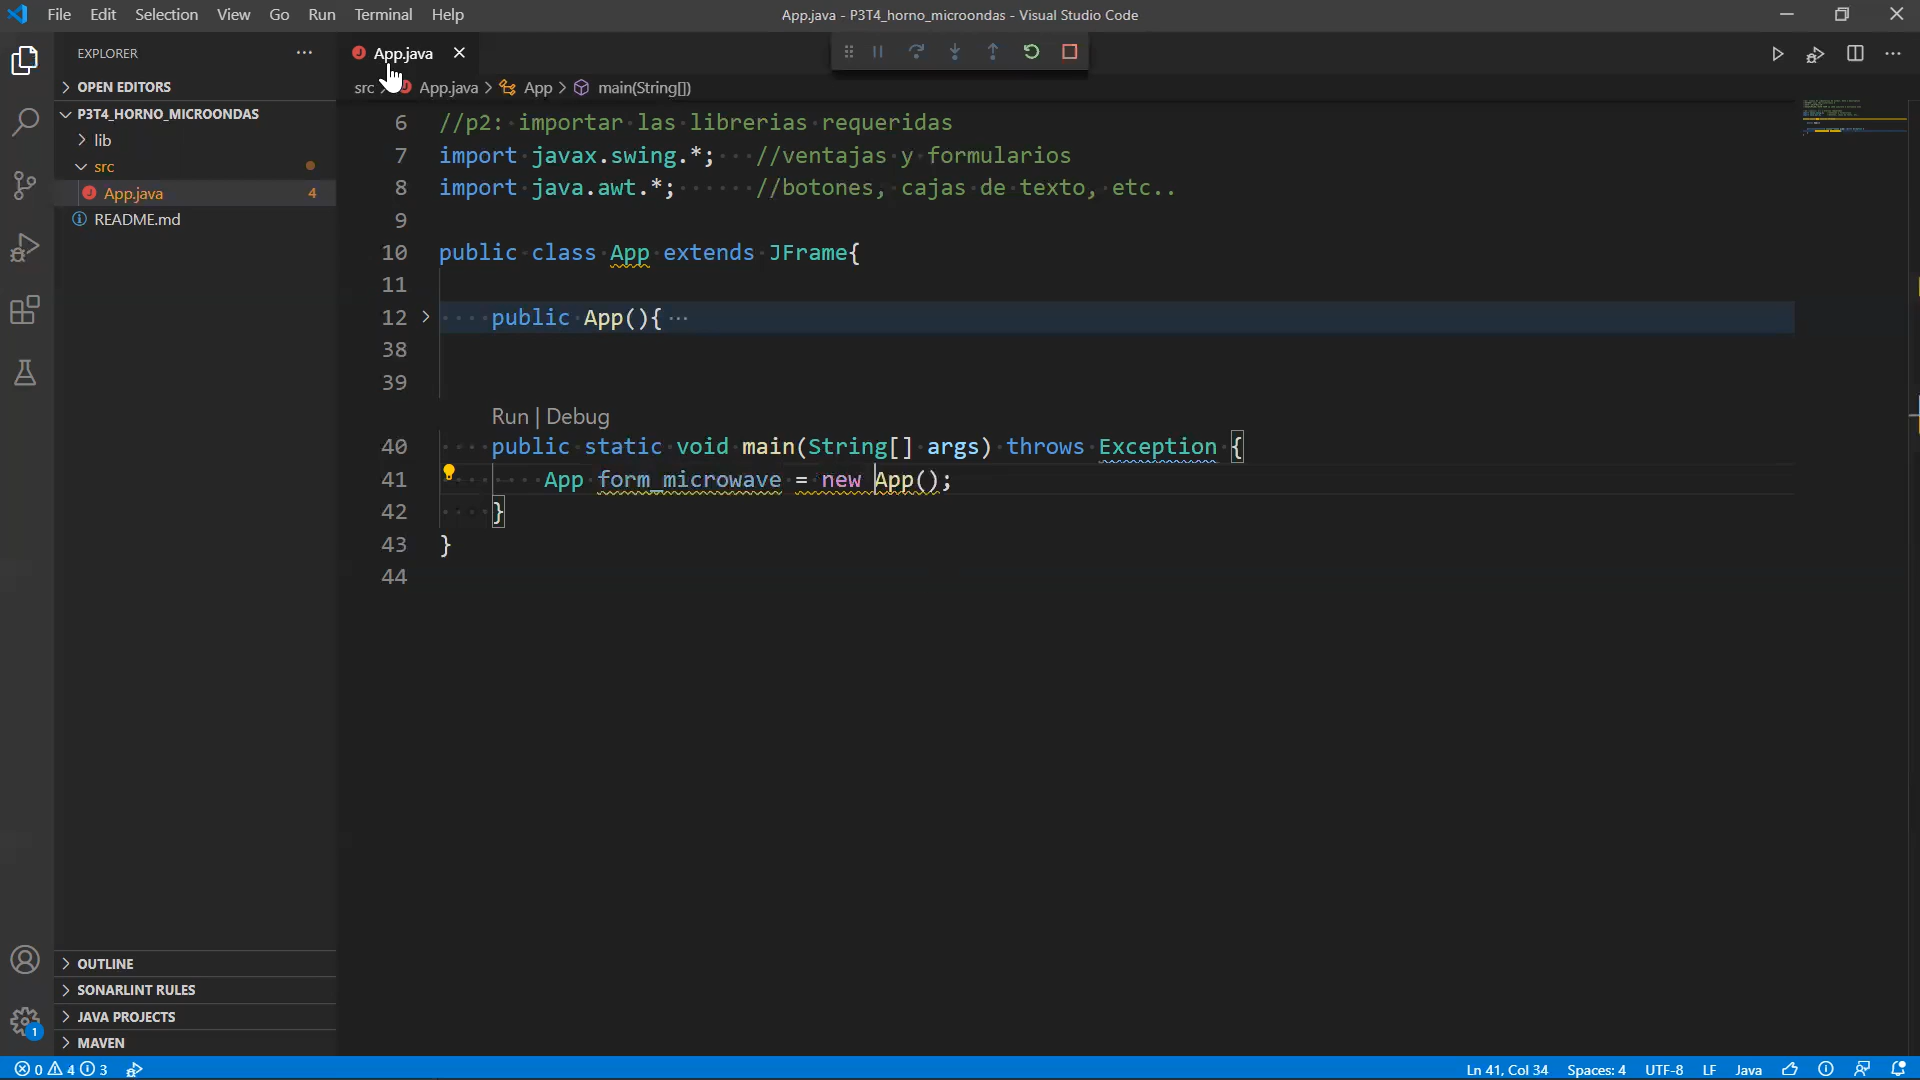 File Edit Selection View Go Run Terminal Help
App.java - P3T4_horno_microondas - Visual Studio Code
EXPLORER
OPEN EDITORS
P3T4_HORNO_MICROONDAS
lib
src
App.java 4
README.md
OUTLINE
SONARLINT RULES
JAVA PROJECTS
MAVEN
App.java
src > App.java > App > main(String[])
6 //p2: importar las librerias requeridas
7 import javax.swing.*; //ventajas y formularios
8 import java.awt.*; //botones, cajas de texto, etc..
9
10 public class App extends JFrame{
11
12 public App(){ ...
38
39
Run | Debug
40 public static void main(String[] args) throws Exception {
41 App form_microwave = new App();
42 }
43 }
44
1
0 4 3
Ln 41, Col 34 Spaces: 4 UTF-8 LF Java